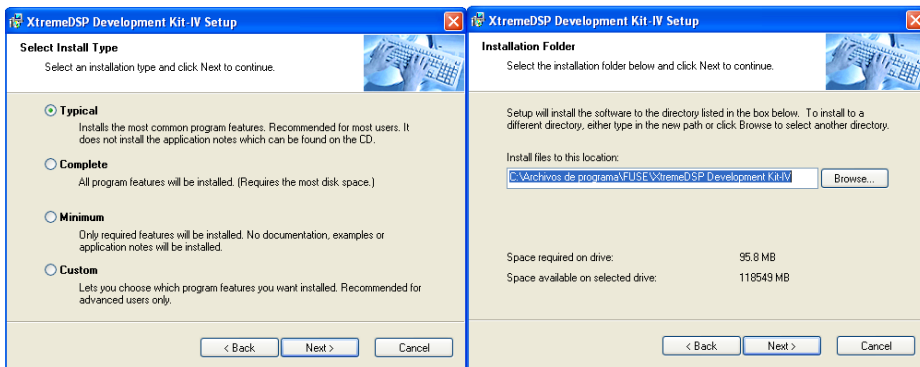 XtremeDSP Development Kit-IV Setup
Select Install Type
Select an installation type and click Next to continue.
Typical
Installs the most common program features. Recommended for most users. It
does not install the application notes which can be found on the CD.
Complete
All program features will be installed. (Requires the most disk space.)
Minimum
Only required features will be installed. No documentation, examples or
application notes will be installed.
Custom
Lets you choose which program features you want installed. Recommended for
advanced users only.
< Back
Next >
Cancel
XtremeDSP Development Kit-IV Setup
Installation Folder
Select the installation folder below and click Next to continue.
Setup will install the software to the directory listed in the box below. To install to a
different directory, either type in the new path or click Browse to select another directory.
Install files to this location:
C:\Archivos de programa\FUSE\XtremeDSP Development Kit-IV
Browse...
Space required on drive: 95.8 MB
Space available on selected drive: 118549 MB
< Back
Next >
Cancel